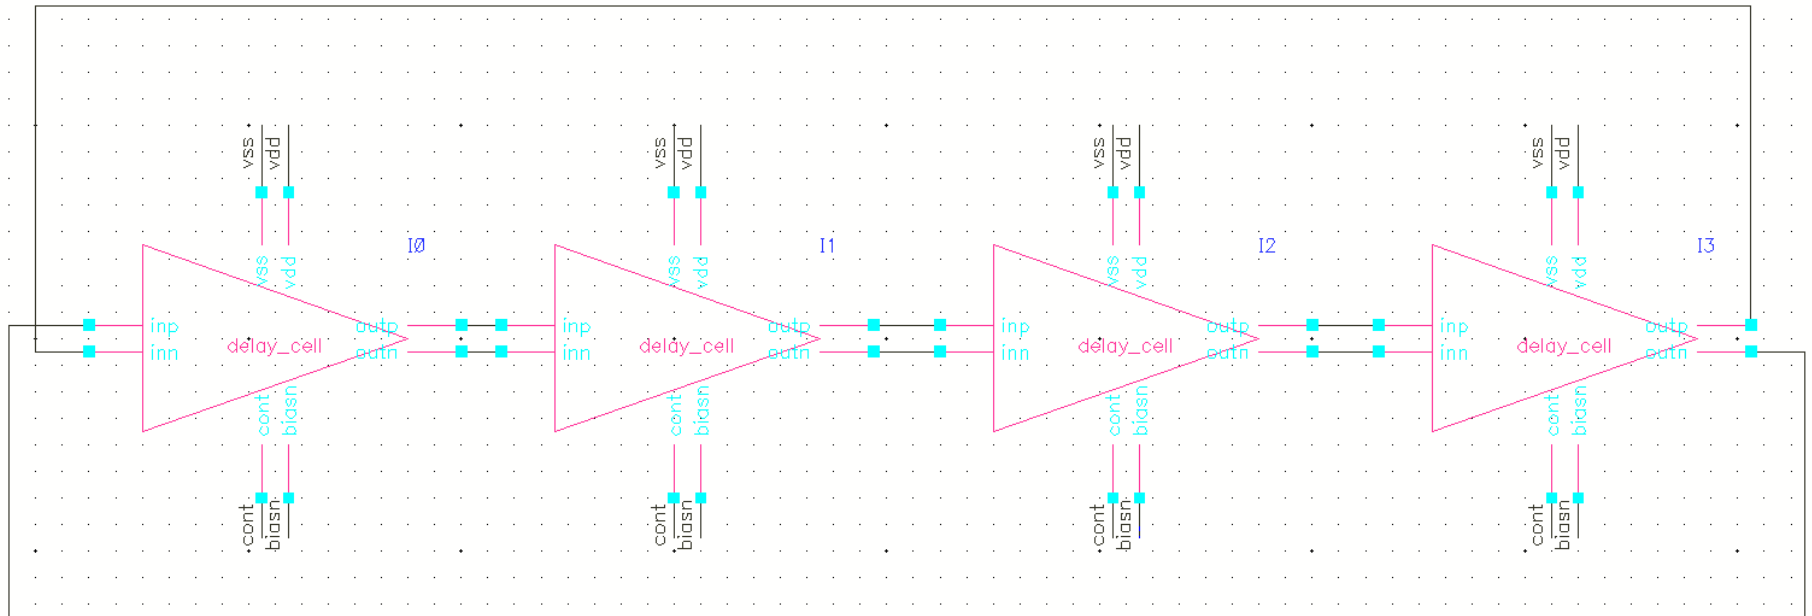 vss vdd vss vdd vss vdd vss vdd
I0 I1 I2 I3
vss vdd vss vdd vss vdd vss vdd
inp outp inp outp inp outp inp outp
delay_cell delay_cell delay_cell delay_cell
inn outn inn outn inn outn inn outn
cont biasn cont biasn cont biasn cont biasn
cont biasn cont biasn cont biasn cont biasn